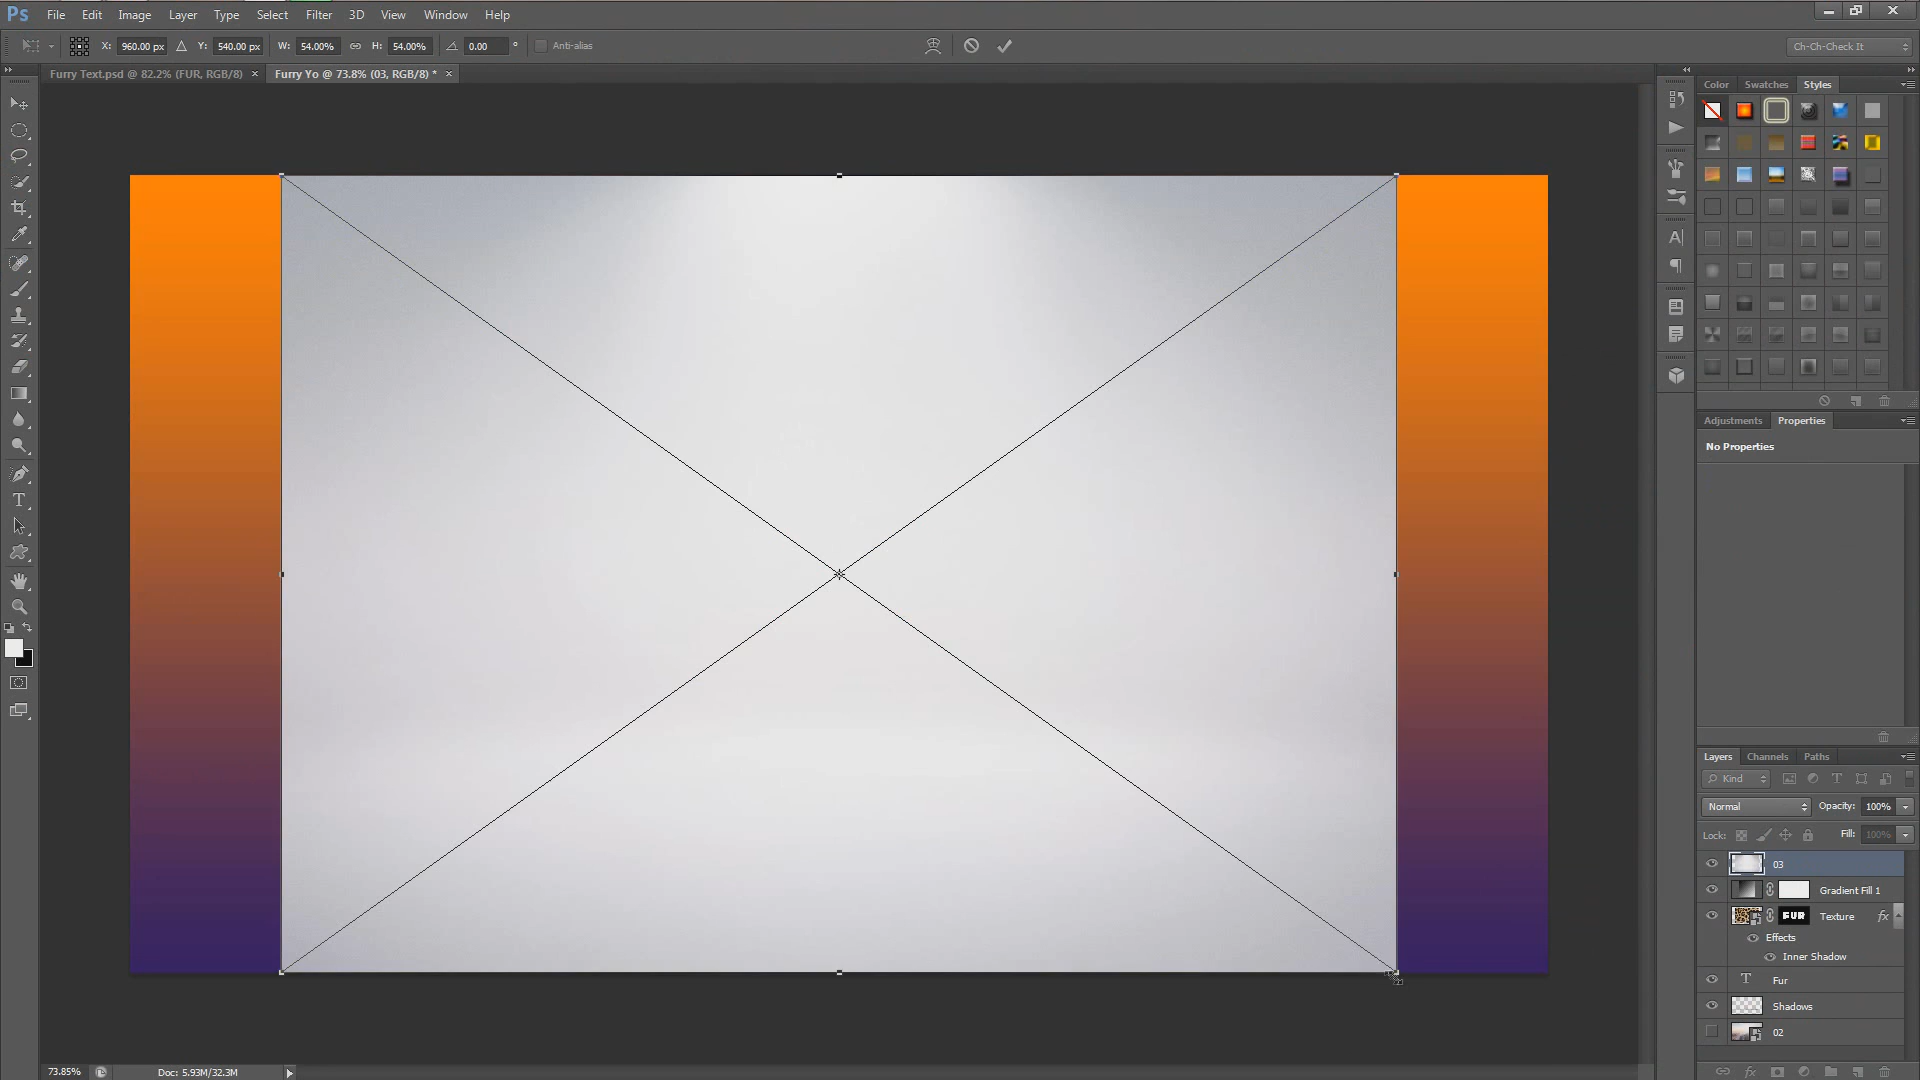 Ps File Edit Image Layer Type Select Filter 3D View Window Help
X: 960.00 px Y: 540.00 px W: 54.00% H: 54.00% 0.00 ° Anti-alias Ch-Ch-Check It
Furry Text.psd @ 82.2% (FUR, RGB/8) × Furry Yo @ 73.8% (03, RGB/8) * ×
Color Swatches Styles
Adjustments Properties
No Properties
Layers Channels Paths
Kind
Normal Opacity: 100%
Lock: Fill: 100%
03
Gradient Fill 1
FUR Texture fx
Effects
Inner Shadow
T Fur
Shadows
02
73.85% Doc: 5.93M/32.3M